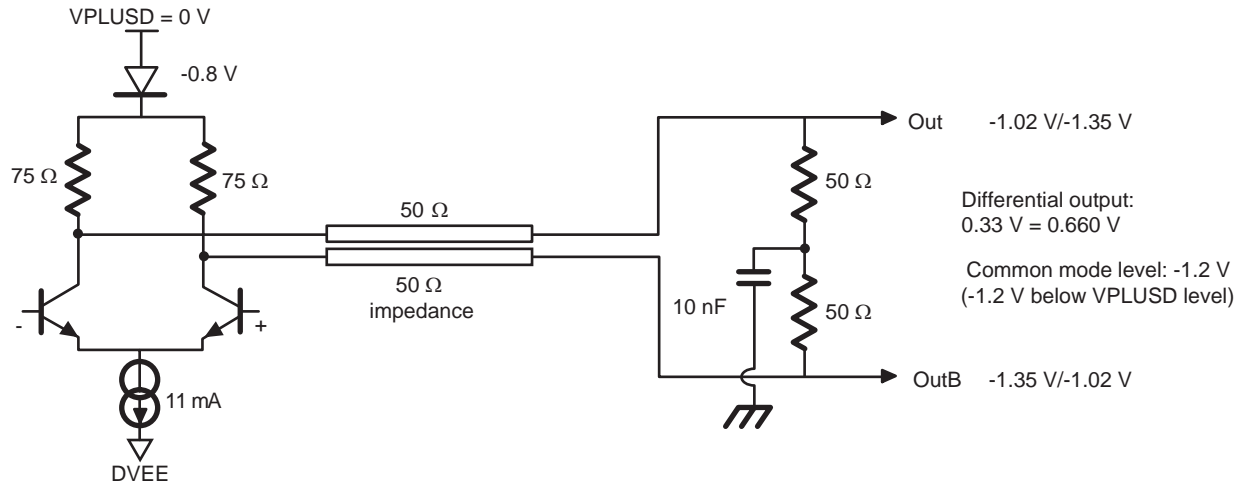 VPLUSD = 0 V
-0.8 V
75 Ω
75 Ω
50 Ω
50 Ω
impedance
-
+
11 mA
DVEE
Out -1.02 V/-1.35 V
50 Ω
Differential output:
0.33 V = 0.660 V
Common mode level: -1.2 V
(-1.2 V below VPLUSD level)
10 nF
50 Ω
OutB -1.35 V/-1.02 V